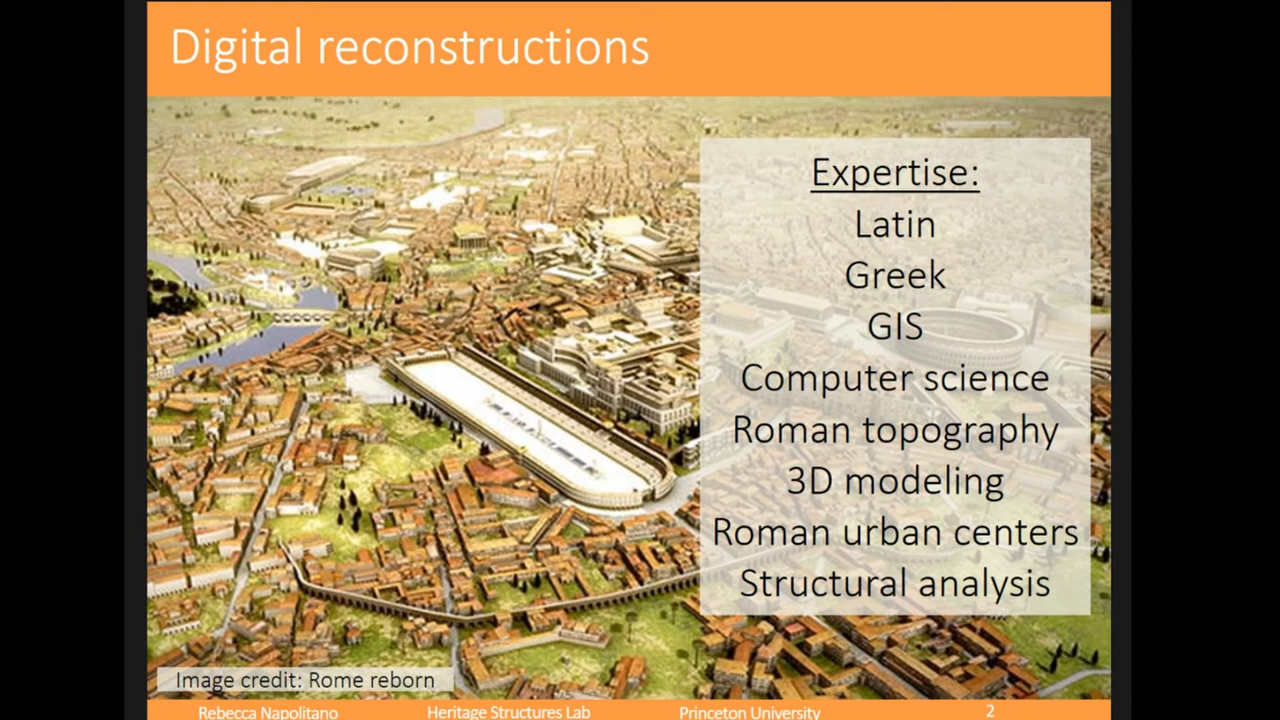 Digital reconstructions
Expertise:
Latin
Greek
GIS
Computer science
Roman topography
3D modeling
Roman urban centers
Structural analysis
Image credit: Rome reborn
Rebecca Napolitano
Heritage Structures Lab
Princeton University
2